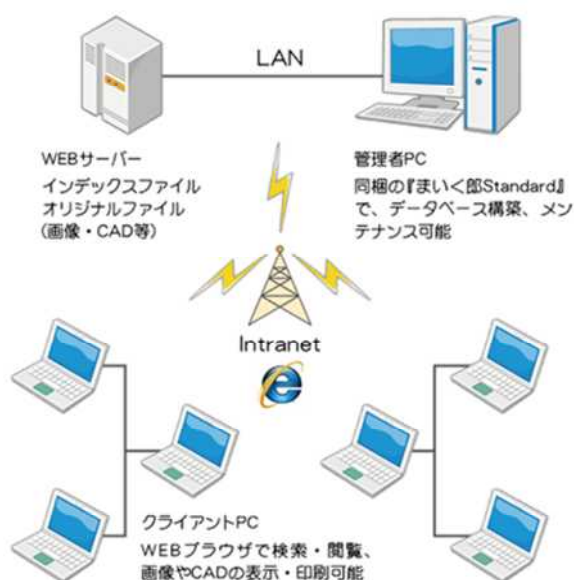 LAN
WEBサーバー
インデックスファイル
オリジナルファイル
(画像・CAD等)
管理者PC
同梱の『まいく郎Standard』
で、データベース構築、メン
テナンス可能
Intranet
クライアントPC
WEBブラウザで検索・閲覧、
画像やCADの表示・印刷可能